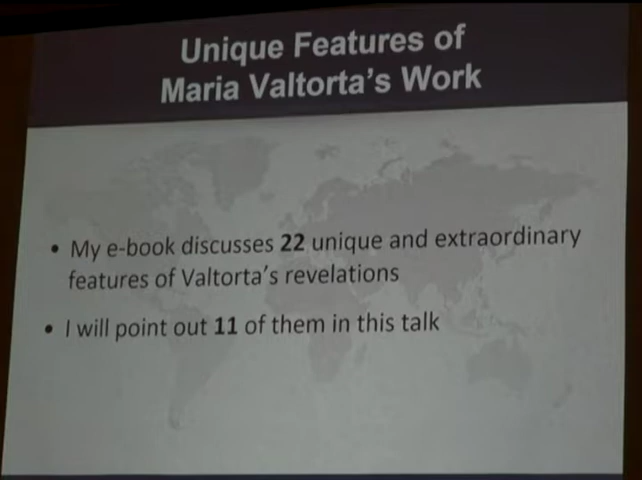 Unique Features of
Maria Valtorta's Work
• My e-book discusses 22 unique and extraordinary
features of Valtorta's revelations
• I will point out 11 of them in this talk